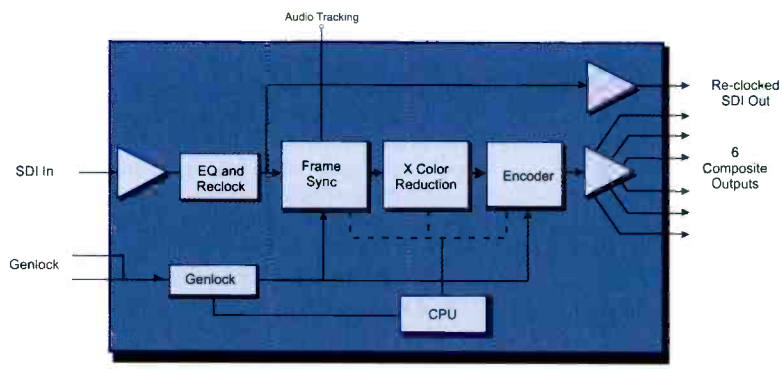 Audio Tracking
Re-clocked
SDI Out
SDI In
EQ and
Reclock
Frame
Sync
X Color
Reduction
Encoder
6
Composite
Outputs
Genlock
Genlock
CPU